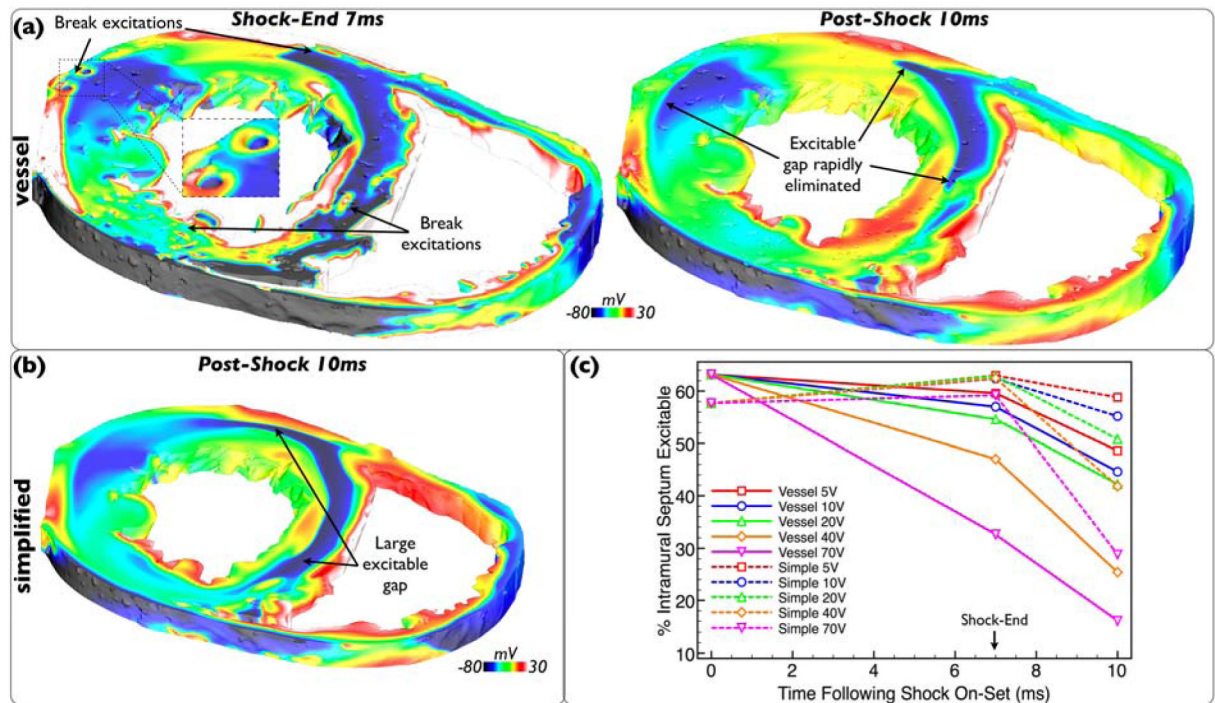 (a)
Shock-End 7ms
Post-Shock 10ms
Break excitations
vessel
Excitable
gap rapidly
eliminated
Break
excitations
mV
-80 30
mV
-80 30
(b)
Post-Shock 10ms
simplified
Large
excitable
gap
mV
-80 30
(c)
% Intramural Septum Excitable
60
50
40
30
20
10
Vessel 5V
Vessel 10V
Vessel 20V
Vessel 40V
Vessel 70V
Simple 5V
Simple 10V
Simple 20V
Simple 40V
Simple 70V
Shock-End
0 2 4 6 8 10
Time Following Shock On-Set (ms)